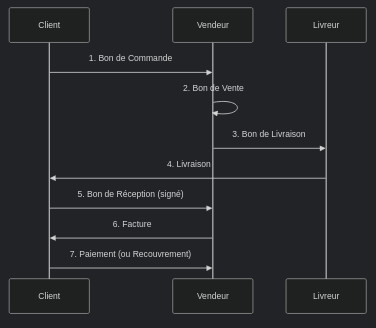 Client
Vendeur
Livreur
1. Bon de Commande
2. Bon de Vente
3. Bon de Livraison
4. Livraison
5. Bon de Réception (signé)
6. Facture
7. Paiement (ou Recouvrement)
Client
Vendeur
Livreur